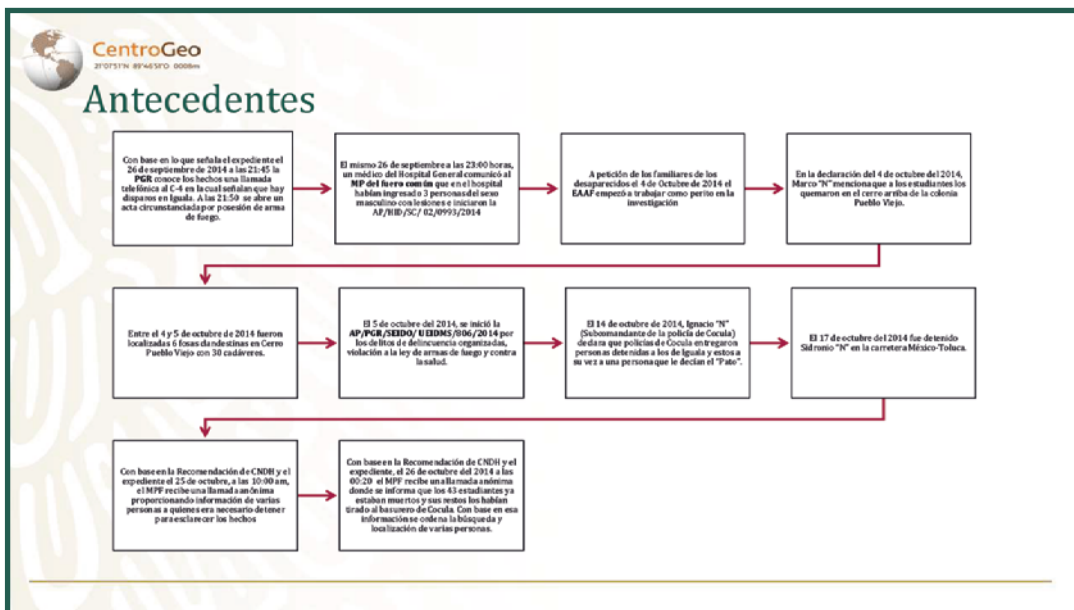 CentroGeo
21°07'51"N 89°46'51"O 0008m
Antecedentes
Con base en lo que señala el expediente el
26 de septiembre de 2014 a las 21:45 la
PGR conoce los hechos una llamada
telefónica al C-4 en la cual señalan que hay
disparos en Iguala. A las 21:50 se abre un
acta circunstanciada por posesión de arma
de fuego.
El mismo 26 de septiembre a las 23:00 horas,
un médico del Hospital General comunicó al
MP del fuero común que en el hospital
habían ingresado 3 personas del sexo
masculino con lesiones e iniciaron la
AP/HID/SC/ 02/0993/2014
A petición de los familiares de los
desaparecidos el 4 de Octubre de 2014 el
EAAF empezó a trabajar como perito en la
investigación
En la declaración del 4 de octubre del 2014,
Marco "N" menciona que a los estudiantes los
quemaron en el cerro arriba de la colonia
Pueblo Viejo.
Entre el 4 y 5 de octubre de 2014 fueron
localizadas 6 fosas clandestinas en Cerro
Pueblo Viejo con 30 cadáveres.
El 5 de octubre del 2014, se inició la
AP/PGR/SEIDO/ UEIDMS/806/2014 por
los delitos de delincuencia organizadas,
violación a la ley de armas de fuego y contra
la salud.
El 14 de octubre de 2014, Ignacio "N"
(Subcomandante de la policía de Cocula)
declara que policías de Cocula entregaron
personas detenidas a los de Iguala y estos a
su vez a una persona que le decían el "Pato".
El 17 de octubre del 2014 fue detenido
Sidronio "N" en la carretera México-Toluca.
Con base en la Recomendación de CNDH y el
expediente el 25 de octubre, a las 10:00 am,
el MPF recibe una llamada anónima
proporcionando información de varias
personas a quienes era necesario detener
para esclarecer los hechos
Con base en la Recomendación de CNDH y el
expediente, el 26 de octubre del 2014 a las
00:20 el MPF recibe una llamada anónima
donde se informa que los 43 estudiantes ya
estaban muertos y sus restos los habían
tirado al basurero de Cocula. Con base en esa
información se ordena la búsqueda y
localización de varias personas.